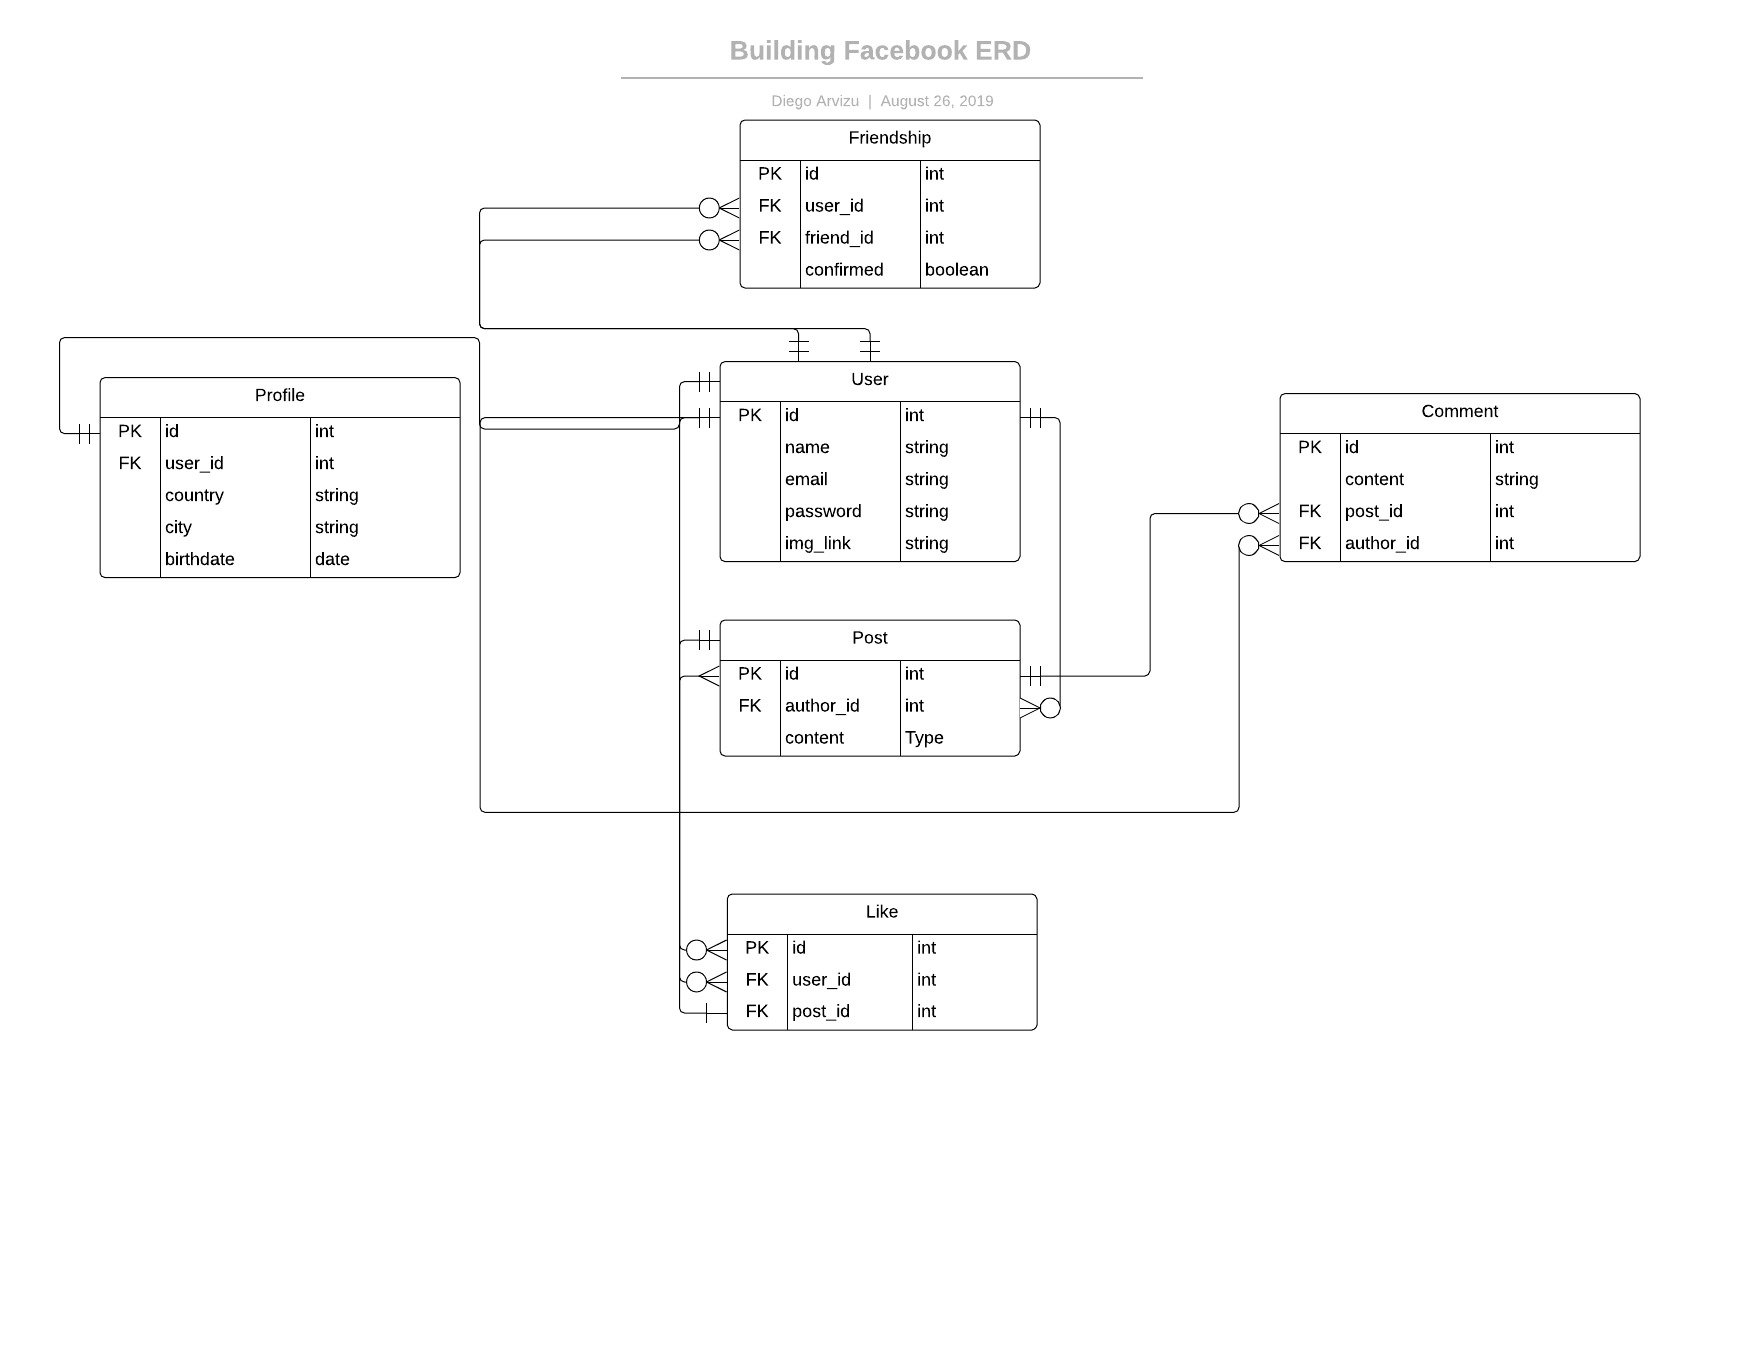 Building Facebook ERD
Diego Arvizu | August 26, 2019
Friendship
PK id int
FK user_id int
FK friend_id int
confirmed boolean
Profile
PK id int
FK user_id int
country string
city string
birthdate date
User
PK id int
name string
email string
password string
img_link string
Comment
PK id int
content string
FK post_id int
FK author_id int
Post
PK id int
FK author_id int
content Type
Like
PK id int
FK user_id int
FK post_id int